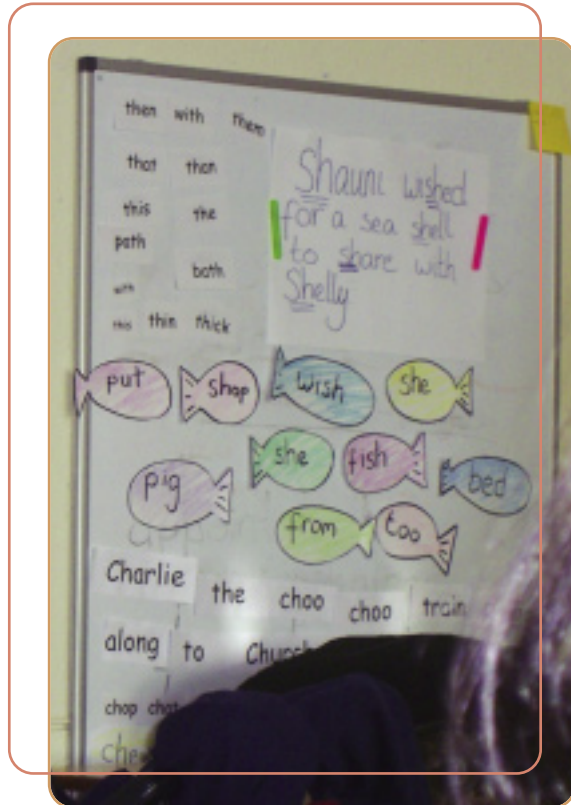 then with them
that than
this the
path
bath
with
this thin thick
Shauni wished
for a sea shell
to share with
Shelly
put shop wish she
she fish bed
pig
from too
Charlie the choo choo train
along to
chop